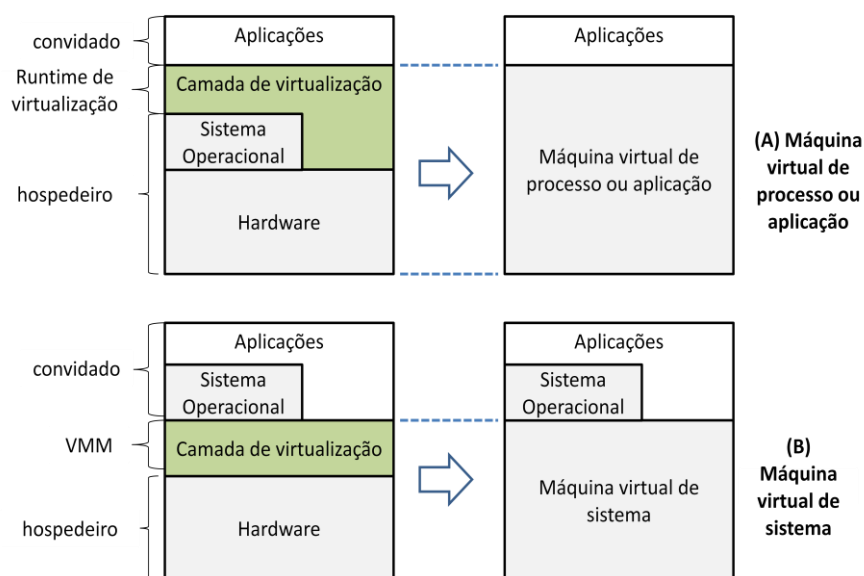 convidado
Aplicações
Aplicações
Runtime de
virtualização
Camada de virtualização
Sistema
Operacional
hospedeiro
Hardware
Máquina virtual de
processo ou aplicação
(A) Máquina
virtual de
processo ou
aplicação
convidado
Aplicações
Sistema
Operacional
Aplicações
Sistema
Operacional
VMM
Camada de virtualização
hospedeiro
Hardware
Máquina virtual de
sistema
(B)
Máquina
virtual de
sistema